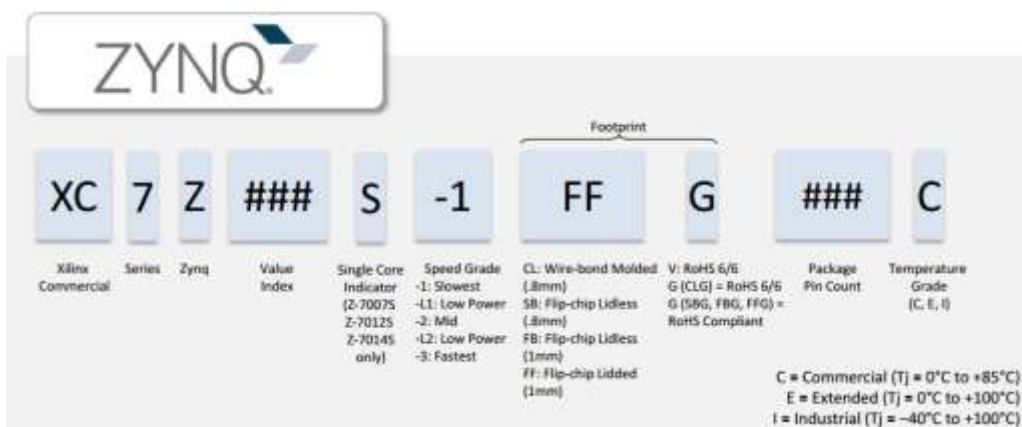 ZYNQ
Footprint
XC 7 Z ### S -1 FF G ### C
Xilinx
Commercial
Series
Zynq
Value
Index
Single Core
Indicator
(Z-7007S
Z-7012S
Z-7014S
only)
Speed Grade
-1: Slowest
-L1: Low Power
-2: Mid
-L2: Low Power
-3: Fastest
CL: Wire-bond Molded
(.8mm)
SB: Flip-chip Lidless
(.8mm)
FB: Flip-chip Lidless
(1mm)
FF: Flip-chip Lidded
(1mm)
V: RoHS 6/6
G (CLG) = RoHS 6/6
G (SBG, FBG, FFG) =
RoHS Compliant
Package
Pin Count
Temperature
Grade
(C, E, I)
C = Commercial (Tj = 0°C to +85°C)
E = Extended (Tj = 0°C to +100°C)
I = Industrial (Tj = −40°C to +100°C)